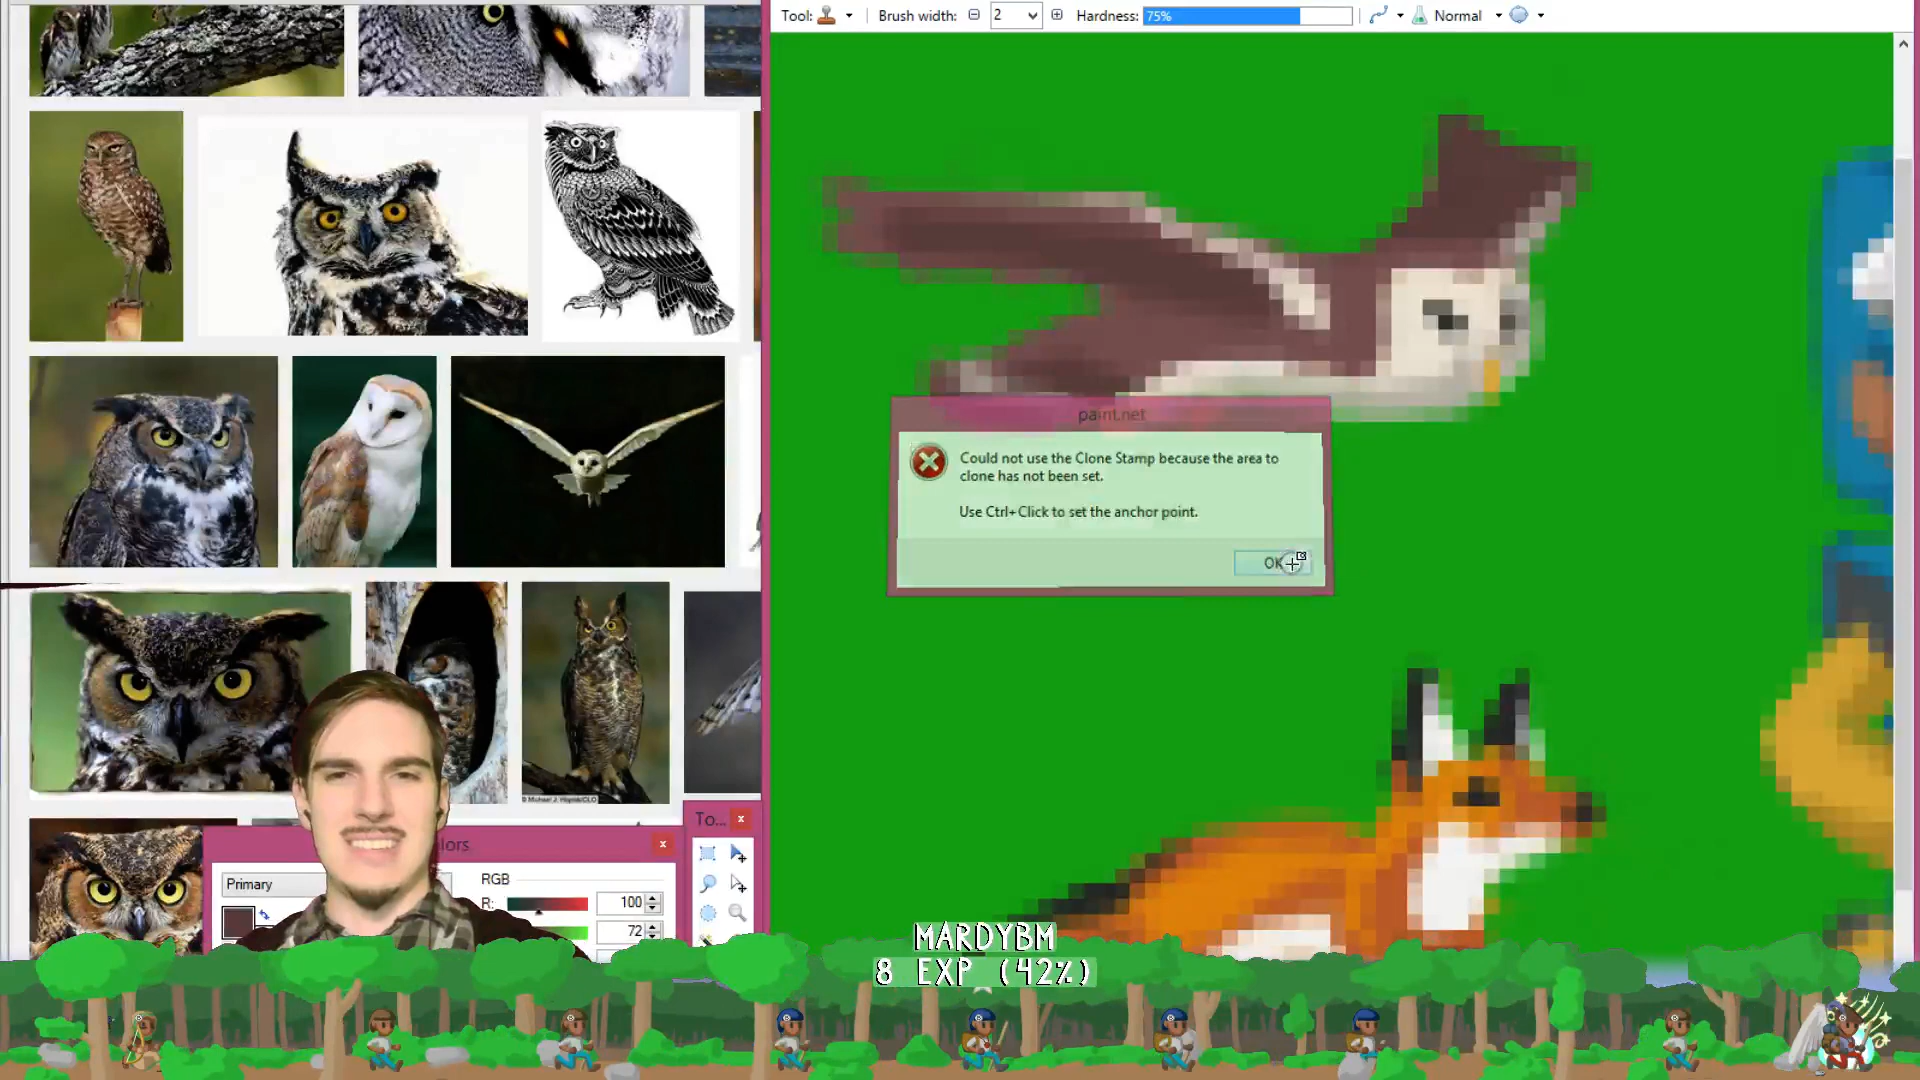 Tool:
Brush width:
2
Hardness:
75%
Normal
paint.net
Could not use the Clone Stamp because the area to
clone has not been set.
Use Ctrl+Click to set the anchor point.
OK
To...
Primary
RGB
R:
100
72
MARDYBM
8 EXP (42%)